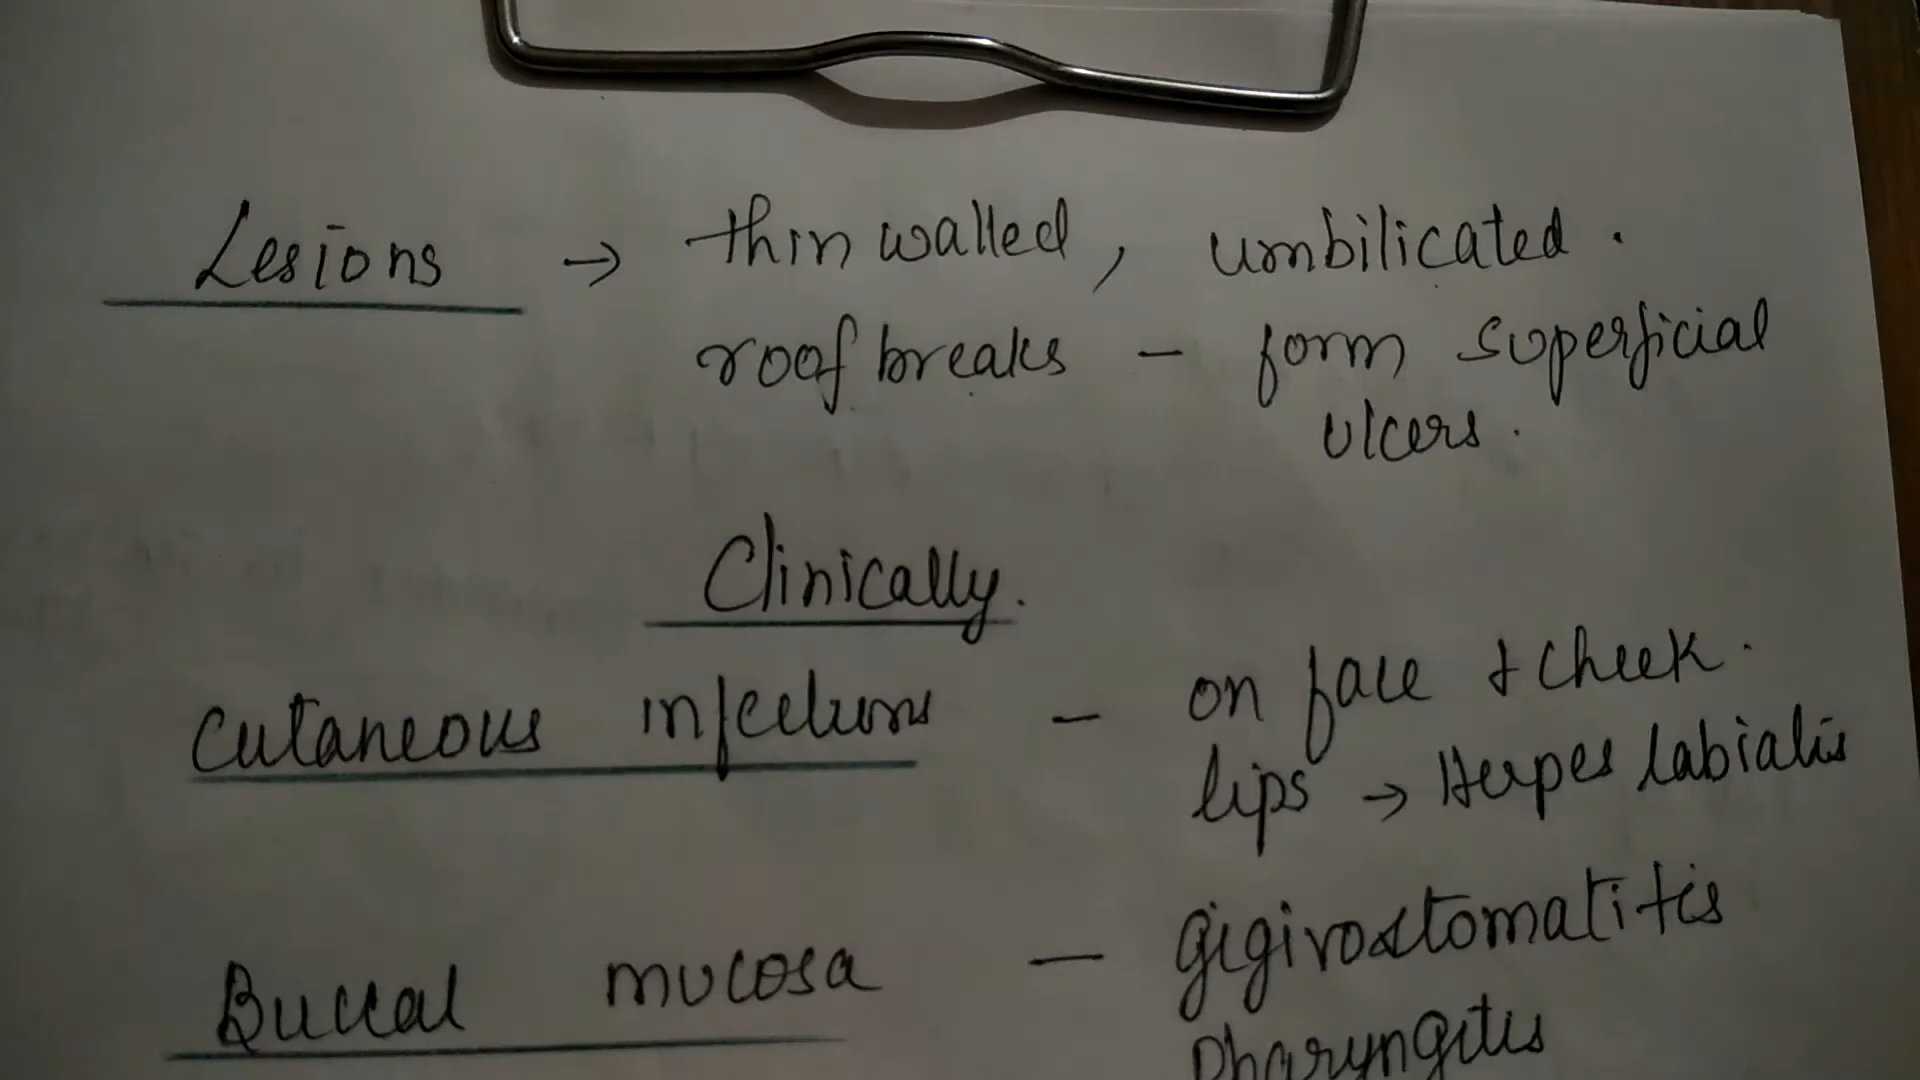 Lesions → thin walled, umbilicated.
roof breaks - form superficial
ulcers.
Clinically.
Cutaneous infections - on face & cheek.
lips → Herpes labialis
Buccal mucosa - gigivostomatitis
Pharyngitis